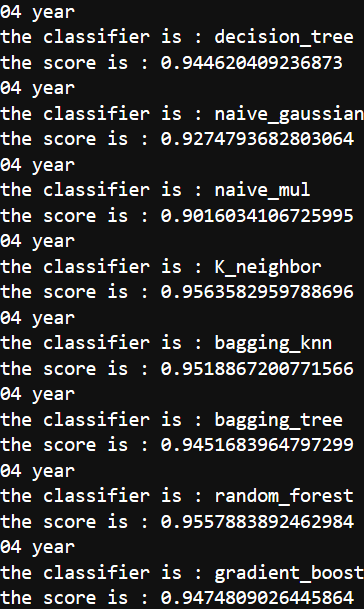 04 year
the classifier is : decision_tree
the score is : 0.944620409236873
04 year
the classifier is : naive_gaussian
the score is : 0.9274793682803064
04 year
the classifier is : naive_mul
the score is : 0.9016034106725995
04 year
the classifier is : K_neighbor
the score is : 0.9563582959788696
04 year
the classifier is : bagging_knn
the score is : 0.9518867200771566
04 year
the classifier is : bagging_tree
the score is : 0.9451683964797299
04 year
the classifier is : random_forest
the score is : 0.9557883892462984
04 year
the classifier is : gradient_boost
the score is : 0.9474809026445864